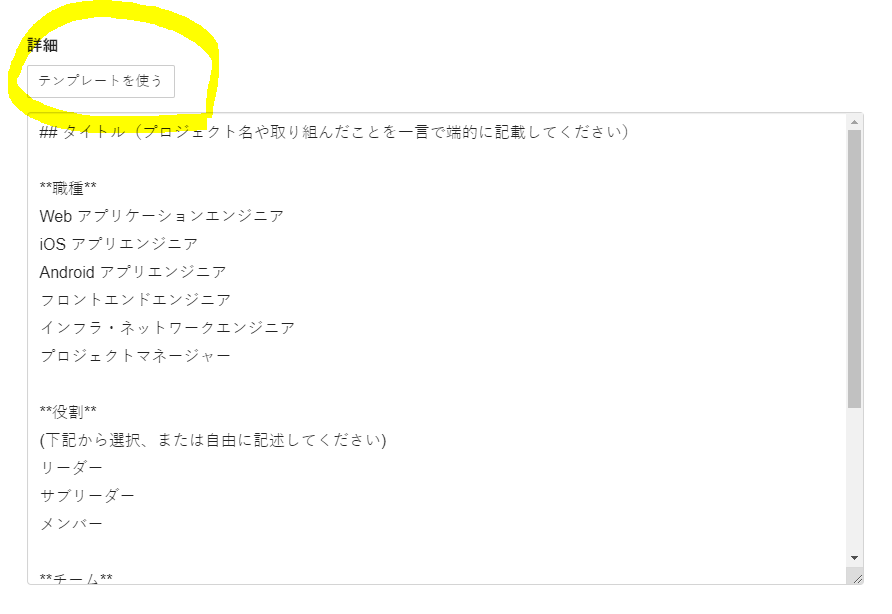 詳細
テンプレートを使う
## タイトル（プロジェクト名や取り組んだことを一言で端的に記載してください）
**職種**
Web アプリケーションエンジニア
iOS アプリエンジニア
Android アプリエンジニア
フロントエンドエンジニア
インフラ・ネットワークエンジニア
プロジェクトマネージャー
**役割**
(下記から選択、または自由に記述してください)
リーダー
サブリーダー
メンバー
**チーム**